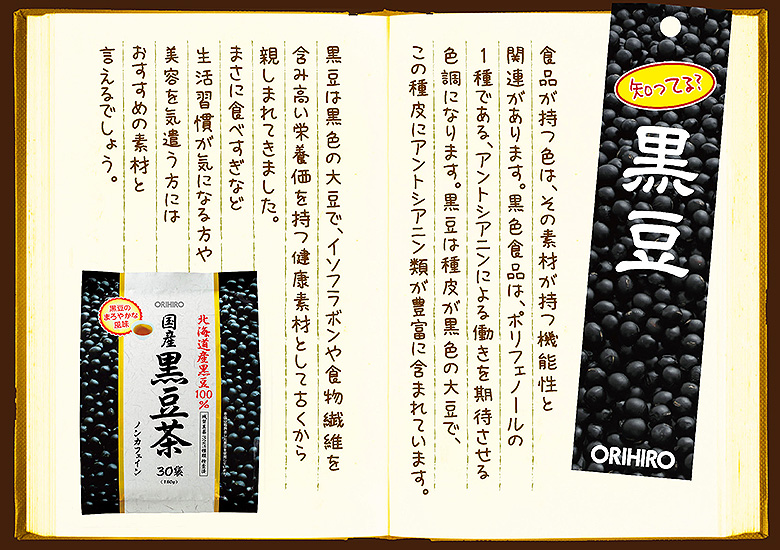 知ってる?
黒豆
ORIHIRO
食品が持つ色は、その素材が持つ機能性と
関連があります。黒色食品は、ポリフェノールの
1種である、アントシアニンによる働きを期待させる
色調になります。黒豆は種皮が黒色の大豆で、
この種皮にアントシアニン類が豊富に含まれています。
黒豆は黒色の大豆で、イソフラボンや食物繊維を
含み高い栄養価を持つ健康素材として古くから
親しまれてきました。
まさに食べすぎなど
生活習慣が気になる方や
美容を気遣う方には
おすすめの素材と
言えるでしょう。
ORIHIRO
黒豆の
まろやかな
風味
北海道産黒豆100%
国産
黒豆茶
ノンカフェイン
30袋
(180g)